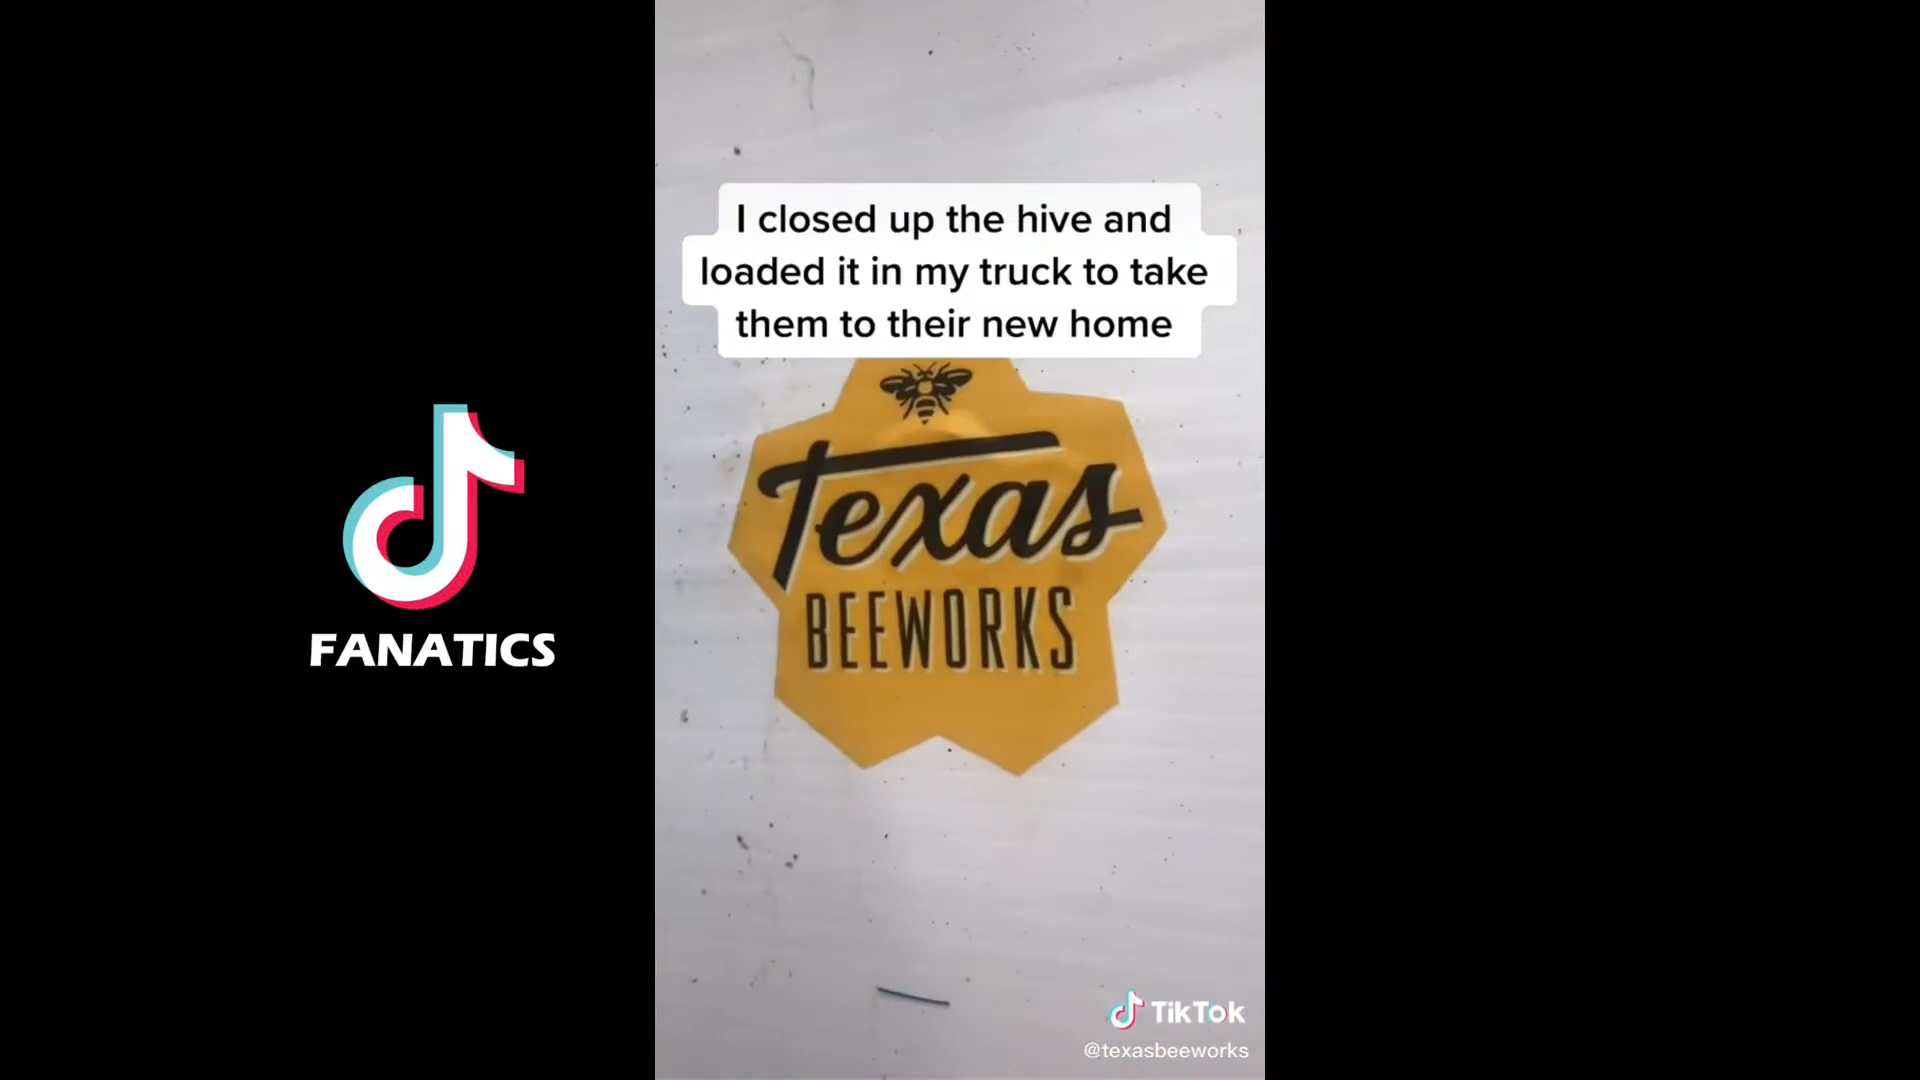 I closed up the hive and
loaded it in my truck to take
them to their new home
Texas
BEEWORKS
FANATICS
TikTok
@texasbeeworks